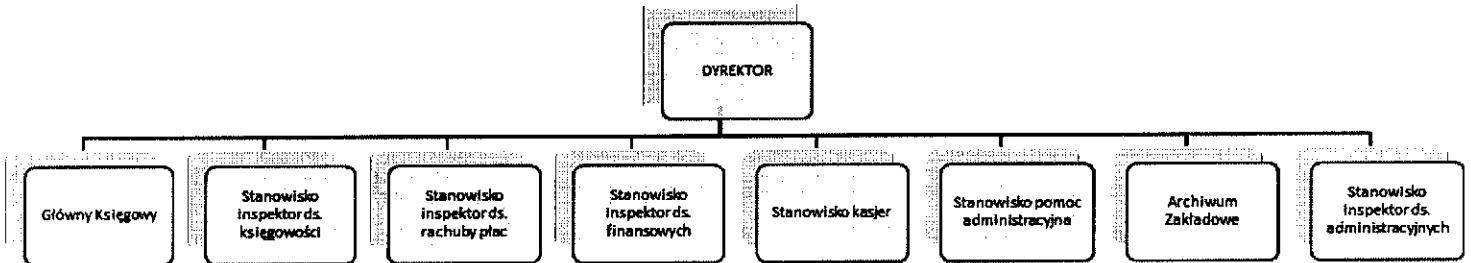 DYREKTOR
Główny Księgowy
Stanowisko
inspektor ds.
księgowości
Stanowisko
inspektor ds.
rachuby płac
Stanowisko
inspektor ds.
finansowych
Stanowisko kasjer
Stanowisko pomoc
administracyjna
Archiwum
Zakładowe
Stanowisko
inspektor ds.
administracyjnych